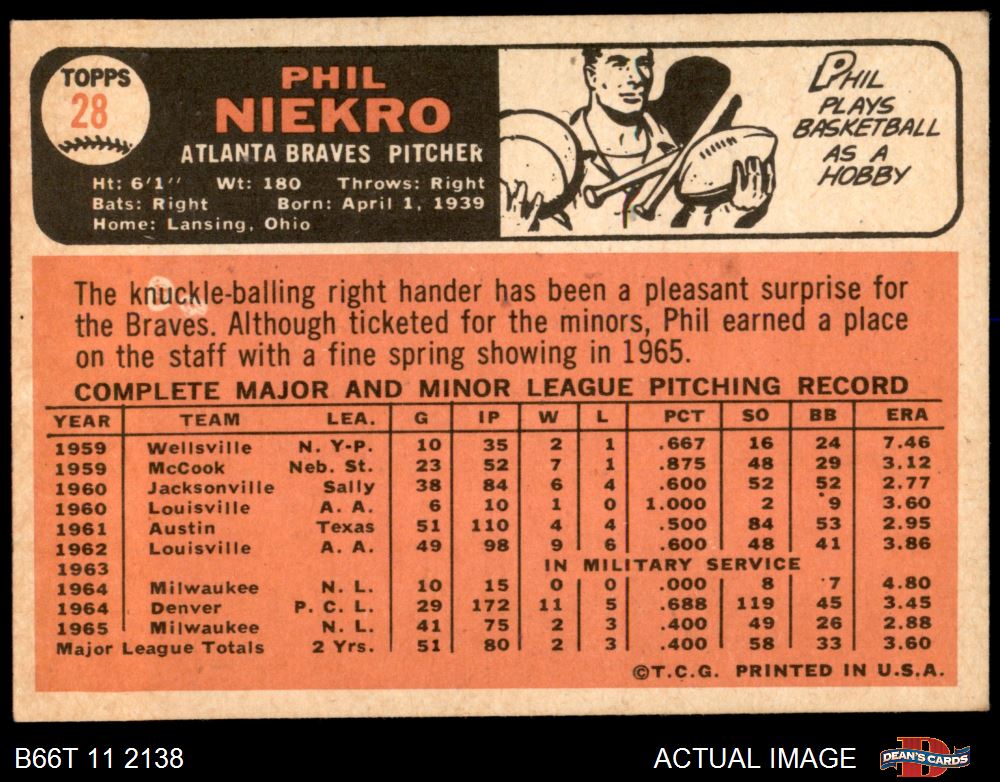 TOPPS
28
PHIL
NIEKRO
ATLANTA BRAVES PITCHER
Ht: 6'1" Wt: 180 Throws: Right
Bats: Right Born: April 1, 1939
Home: Lansing, Ohio
PHIL
PLAYS
BASKETBALL
AS A
HOBBY
The knuckle-balling right hander has been a pleasant surprise for
the Braves. Although ticketed for the minors, Phil earned a place
on the staff with a fine spring showing in 1965.
COMPLETE MAJOR AND MINOR LEAGUE PITCHING RECORD
YEAR TEAM LEA. G IP W L PCT SO BB ERA
1959 Wellsville N. Y-P. 10 35 2 1 .667 16 24 7.46
1959 McCook Neb. St. 23 52 7 1 .875 48 29 3.12
1960 Jacksonville Sally 38 84 6 4 .600 52 52 2.77
1960 Louisville A. A. 6 10 1 0 1.000 2 9 3.60
1961 Austin Texas 51 110 4 4 .500 84 53 2.95
1962 Louisville A. A. 49 98 9 6 .600 48 41 3.86
1963 IN MILITARY SERVICE
1964 Milwaukee N. L. 10 15 0 0 .000 8 7 4.80
1964 Denver P. C. L. 29 172 11 5 .688 119 45 3.45
1965 Milwaukee N. L. 41 75 2 3 .400 49 26 2.88
Major League Totals 2 Yrs. 51 80 2 3 .400 58 33 3.60
©T.C.G. PRINTED IN U.S.A.
B66T 11 2138
ACTUAL IMAGE
DEAN'S CARDS